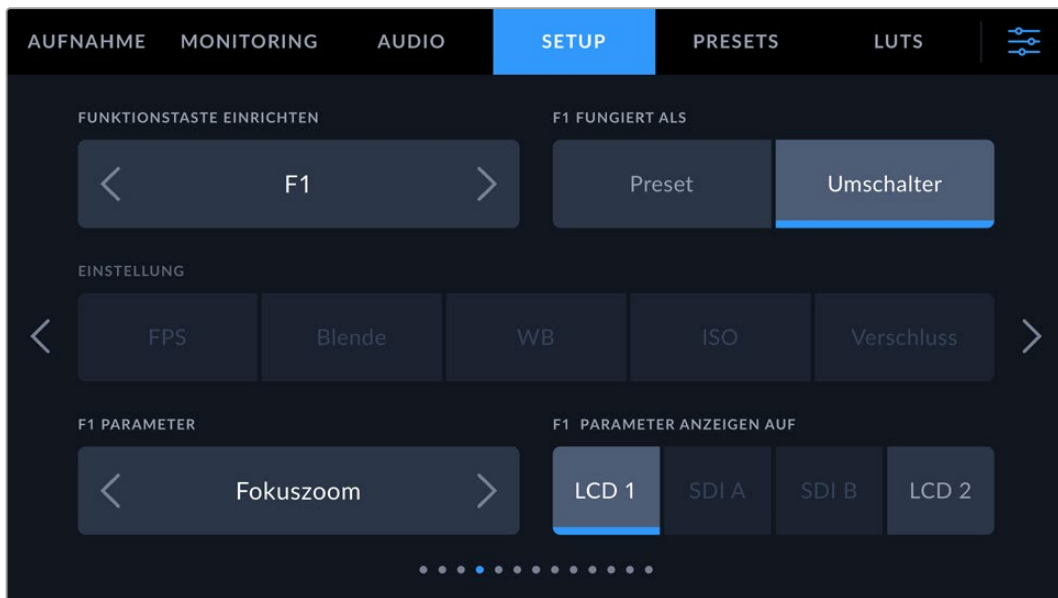 AUFNAHME MONITORING AUDIO SETUP PRESETS LUTS
FUNKTIONSTASTE EINRICHTEN F1 FUNGIERT ALS
F1 Preset Umschalter
EINSTELLUNG
FPS Blende WB ISO Verschluss
F1 PARAMETER F1 PARAMETER ANZEIGEN AUF
Fokuszoom LCD 1 SDI A SDI B LCD 2